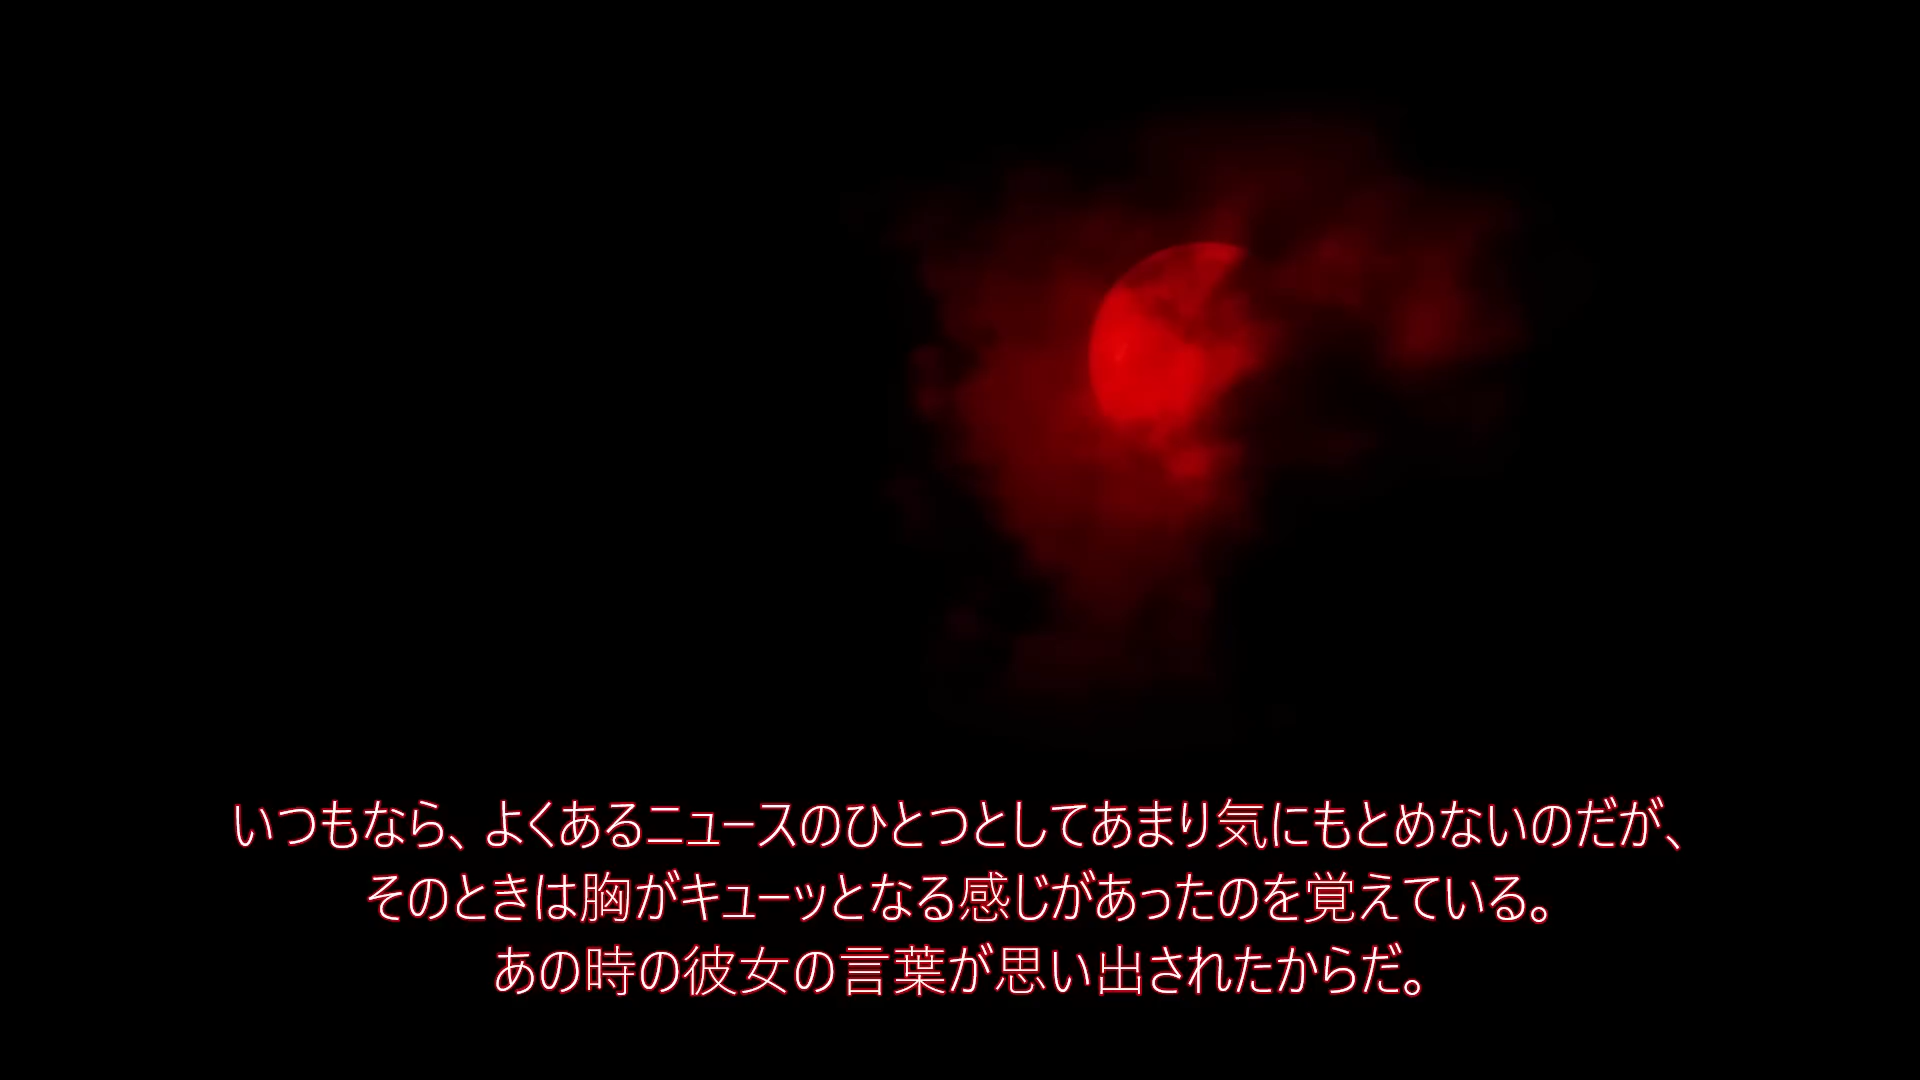 いつもなら、よくあるニュースのひとつとしてあまり気にもとめないのだが、
そのときは胸がキューッとなる感じがあったのを覚えている。
あの時の彼女の言葉が思い出されたからだ。